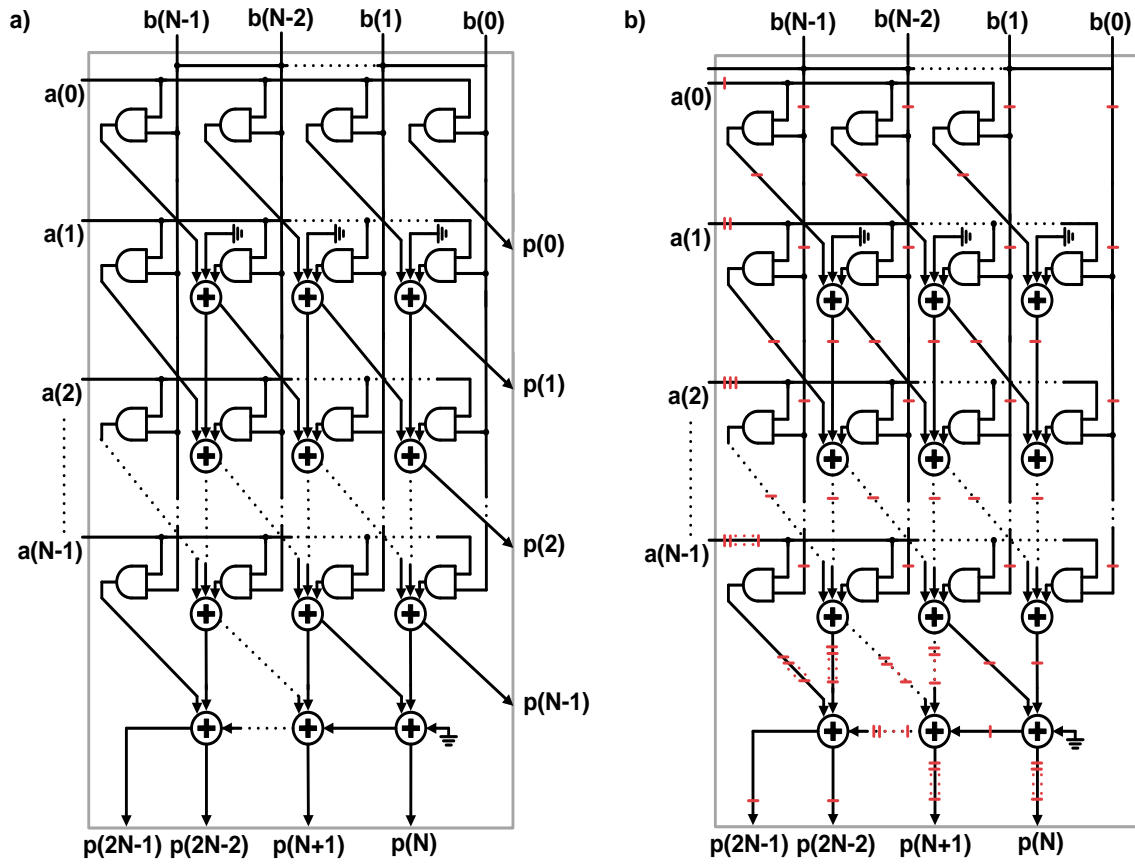 a)
b(N-1) b(N-2) b(1) b(0)
a(0)
a(1)
p(0)
p(1)
a(2)
p(2)
a(N-1)
p(N-1)
p(2N-1) p(2N-2) p(N+1) p(N)
b)
b(N-1) b(N-2) b(1) b(0)
a(0)
a(1)
a(2)
a(N-1)
p(2N-1) p(2N-2) p(N+1) p(N)